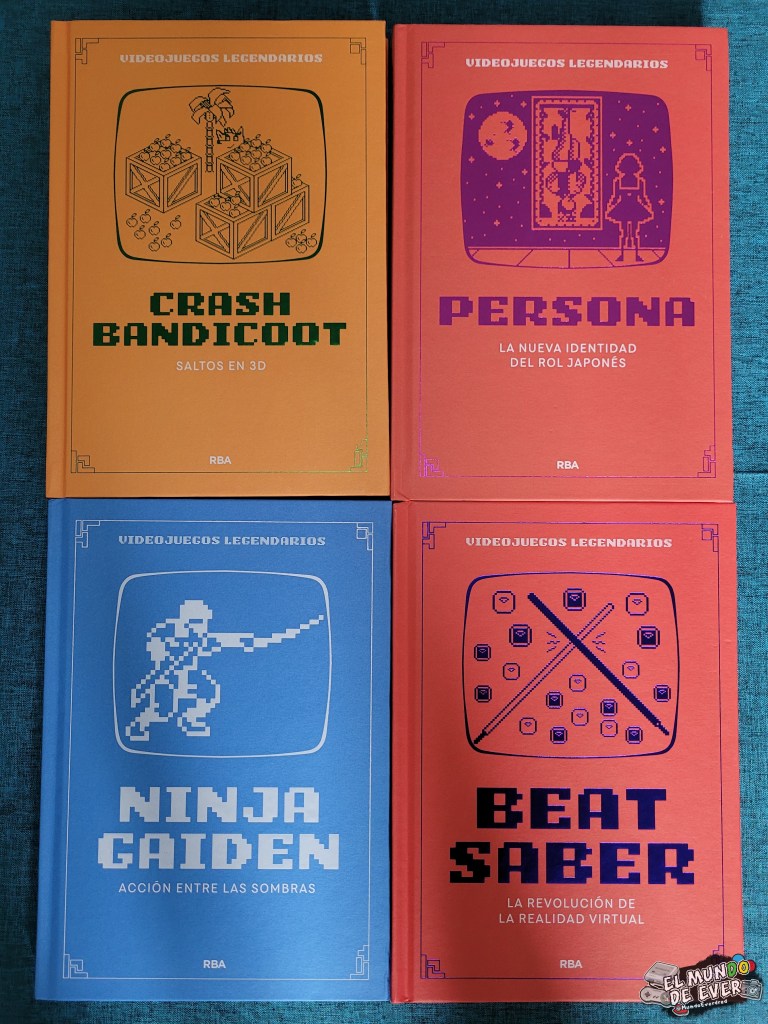 VIDEOJUEGOS LEGENDARIOS
CRASH
BANDICOOT
SALTOS EN 3D
RBA
VIDEOJUEGOS LEGENDARIOS
PERSONA
LA NUEVA IDENTIDAD
DEL ROL JAPONÉS
RBA
VIDEOJUEGOS LEGENDARIOS
NINJA
GAIDEN
ACCIÓN ENTRE LAS SOMBRAS
RBA
VIDEOJUEGOS LEGENDARIOS
BEAT
SABER
LA REVOLUCIÓN DE
LA REALIDAD VIRTUAL
RBA
EL MUNDO
DE EVER
@MundoEverdred